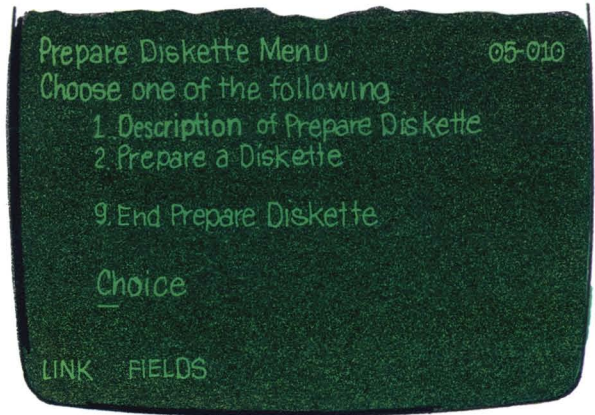 Prepare Diskette Menu 05-010
Choose one of the following
1. Description of Prepare Diskette
2. Prepare a Diskette
9. End Prepare Diskette
Choice
LINK FIELDS